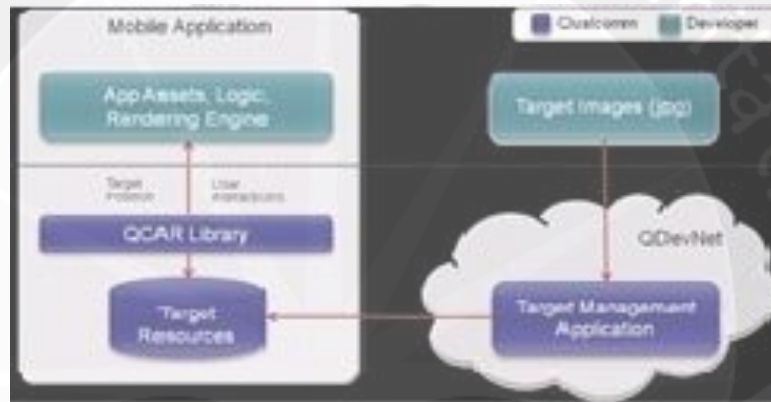 Mobile Application
Qualcomm
Developer
App Assets, Logic,
Rendering Engine
Target Images (jpg)
Target
Position
User
Interactions
QCAR Library
QDevNet
Target
Resources
Target Management
Application